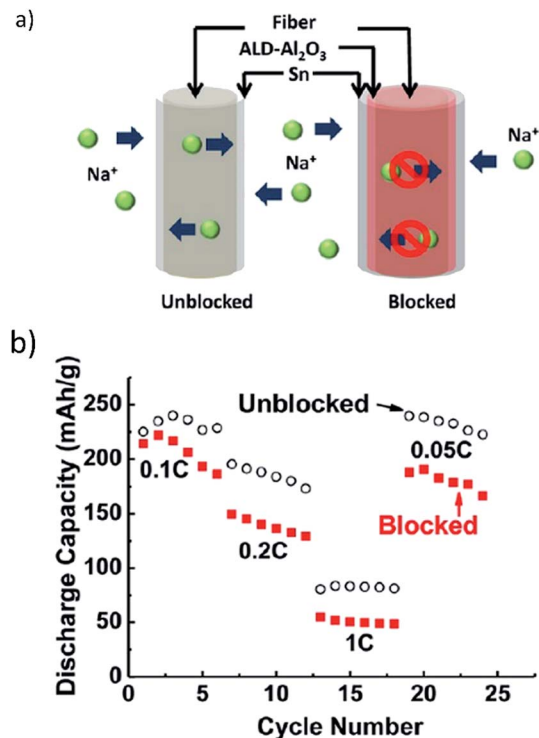 a)
Fiber
ALD-Al₂O₃
Sn
Na⁺ Na⁺ Na⁺
Unblocked Blocked
b)
Discharge Capacity (mAh/g)
250
200
150
100
50
0
Unblocked
0.05C
0.1C
Blocked
0.2C
1C
0 5 10 15 20 25
Cycle Number